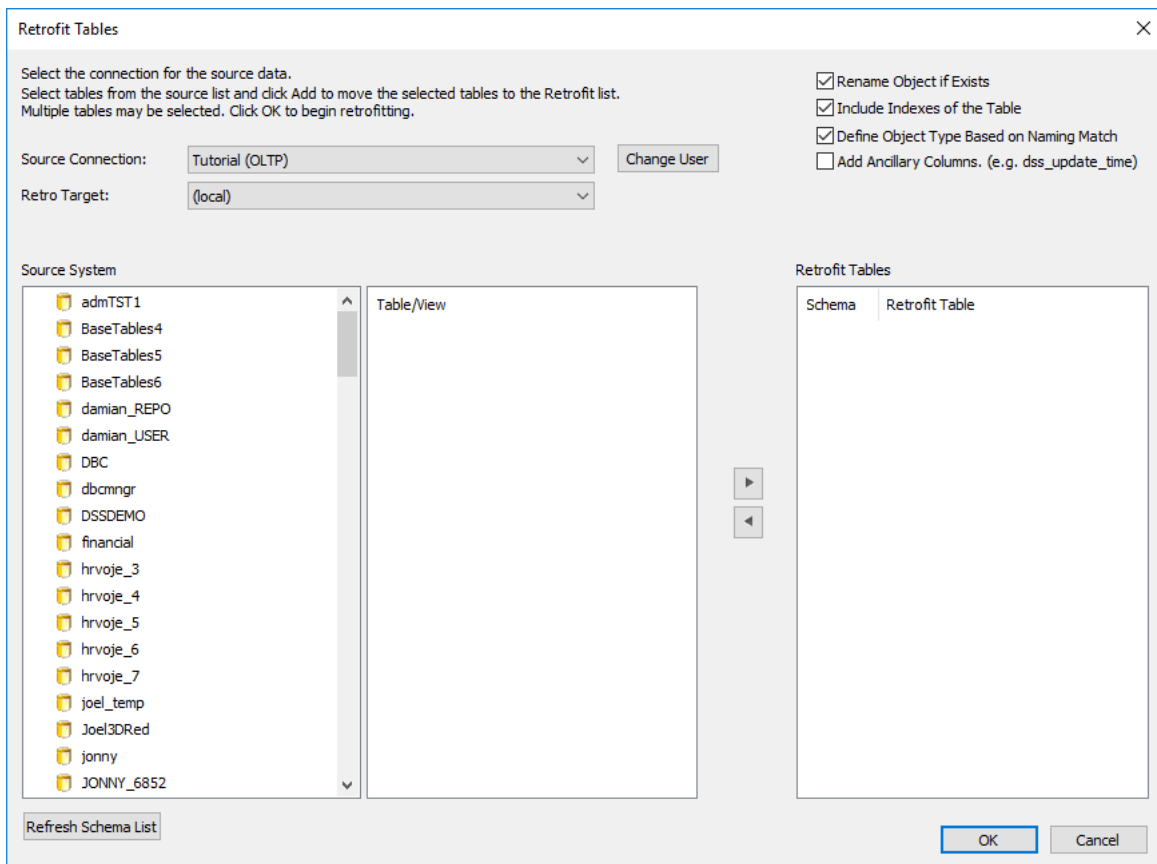 Retrofit Tables
Select the connection for the source data.
Select tables from the source list and click Add to move the selected tables to the Retrofit list.
Multiple tables may be selected. Click OK to begin retrofitting.
Rename Object if Exists
Include Indexes of the Table
Define Object Type Based on Naming Match
Add Ancillary Columns. (e.g. dss_update_time)
Source Connection: Tutorial (OLTP) Change User
Retro Target: (local)
Source System
Retrofit Tables
admTST1
BaseTables4
BaseTables5
BaseTables6
damian_REPO
damian_USER
DBC
dbcmngr
DSSDEMO
financial
hrvoje_3
hrvoje_4
hrvoje_5
hrvoje_6
hrvoje_7
joel_temp
Joel3DRed
jonny
JONNY_6852
Table/View
Schema Retrofit Table
Refresh Schema List
OK Cancel